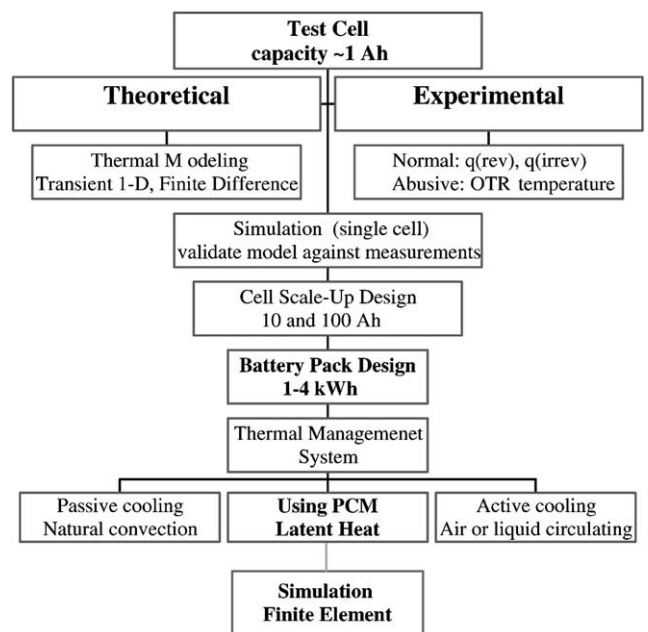 Test Cell
capacity ~1 Ah
Theoretical
Experimental
Thermal M odeling
Transient 1-D, Finite Difference
Normal: q(rev), q(irrev)
Abusive: OTR temperature
Simulation (single cell)
validate model against measurements
Cell Scale-Up Design
10 and 100 Ah
Battery Pack Design
1-4 kWh
Thermal Managemenet
System
Passive cooling
Natural convection
Using PCM
Latent Heat
Active cooling
Air or liquid circulating
Simulation
Finite Element